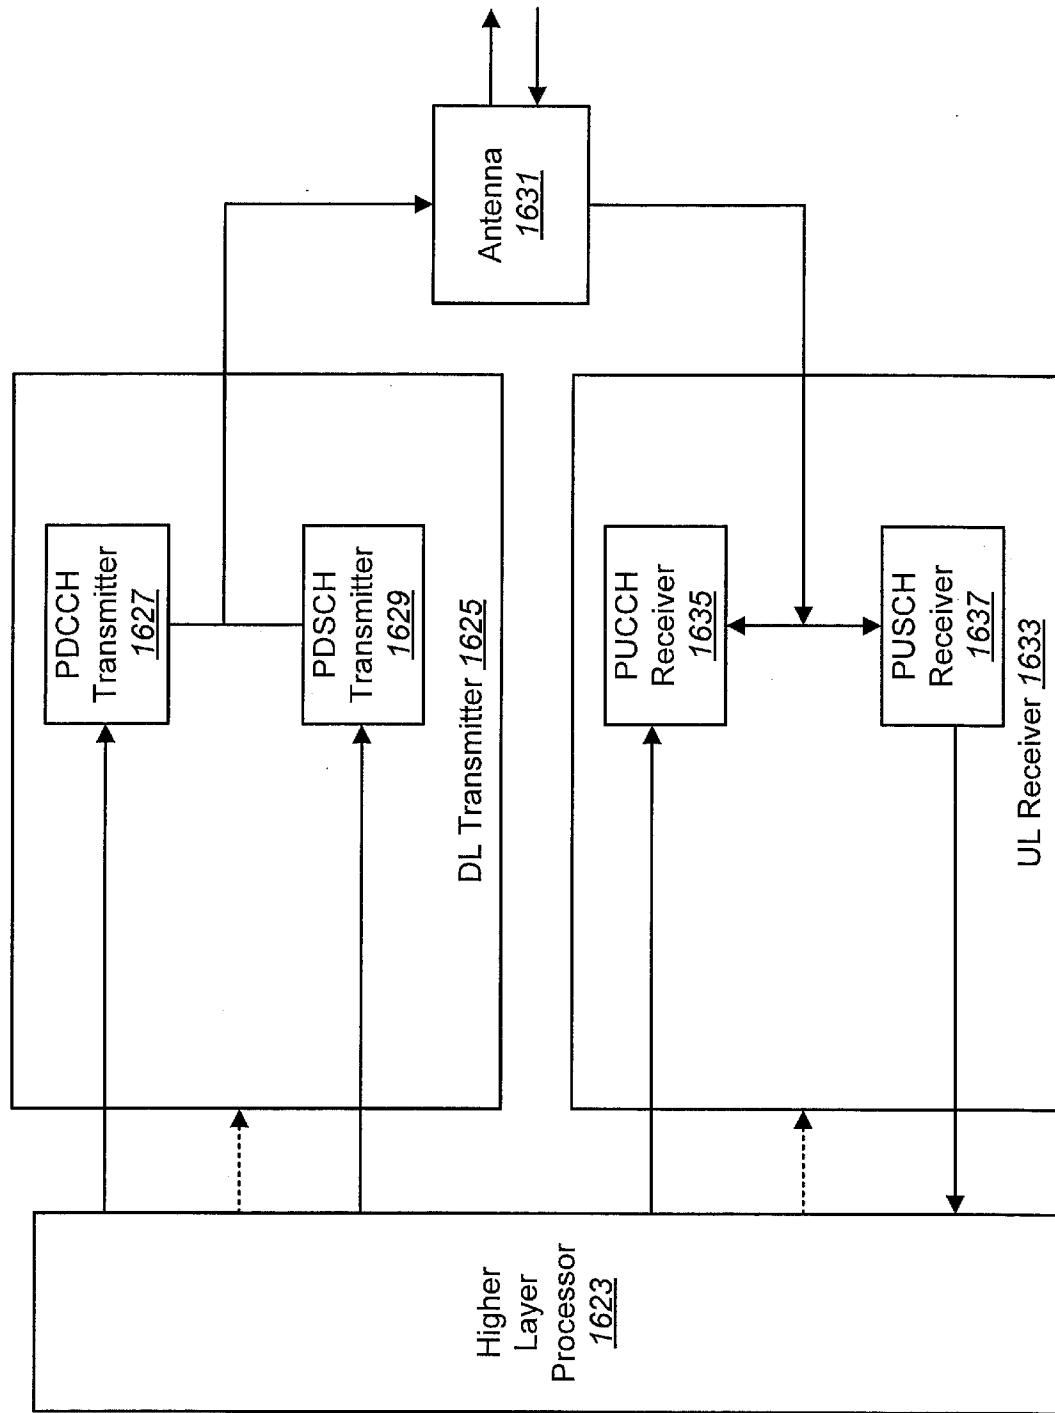 Higher
Layer
Processor
1623
PDCCH
Transmitter
1627
PDSCH
Transmitter
1629
DL Transmitter 1625
PUCCH
Receiver
1635
PUSCH
Receiver
1637
UL Receiver 1633
Antenna
1631